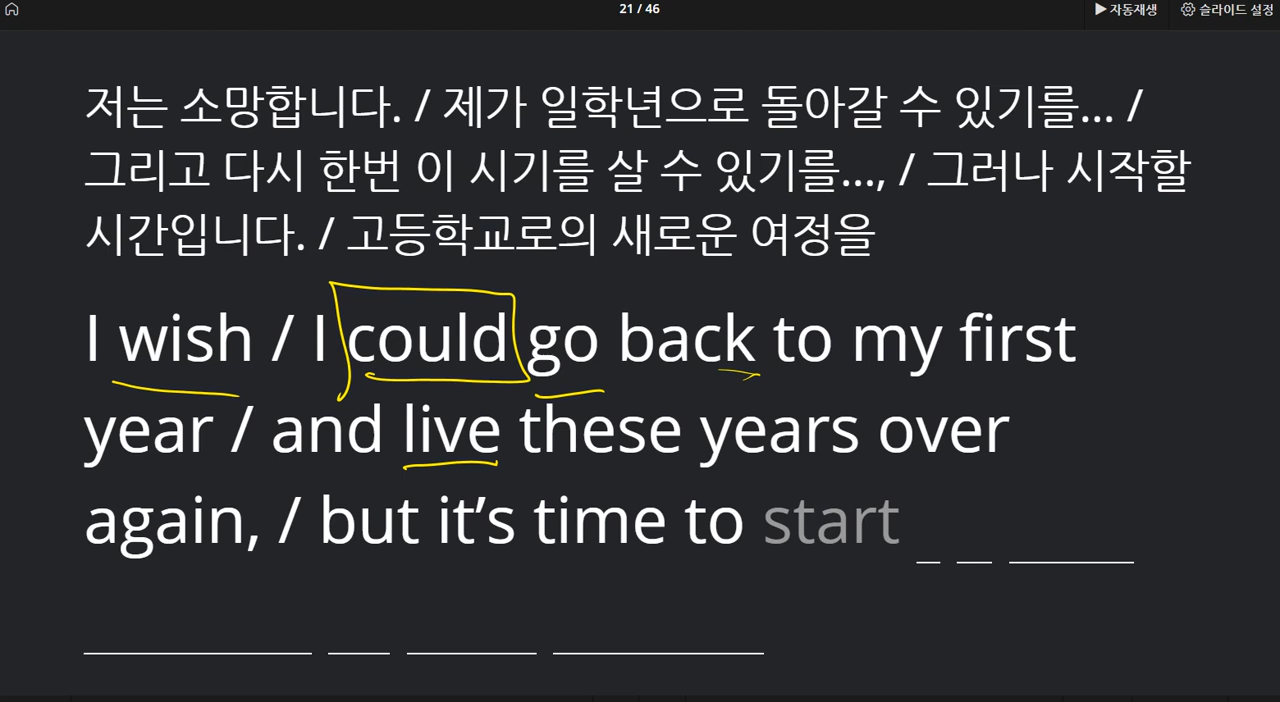 21 / 46
▶ 자동재생
슬라이드 설정
저는 소망합니다. / 제가 일학년으로 돌아갈 수 있기를... /
그리고 다시 한번 이 시기를 살 수 있기를..., / 그러나 시작할
시간입니다. / 고등학교로의 새로운 여정을
I wish / I could go back to my first
year / and live these years over
again, / but it’s time to start